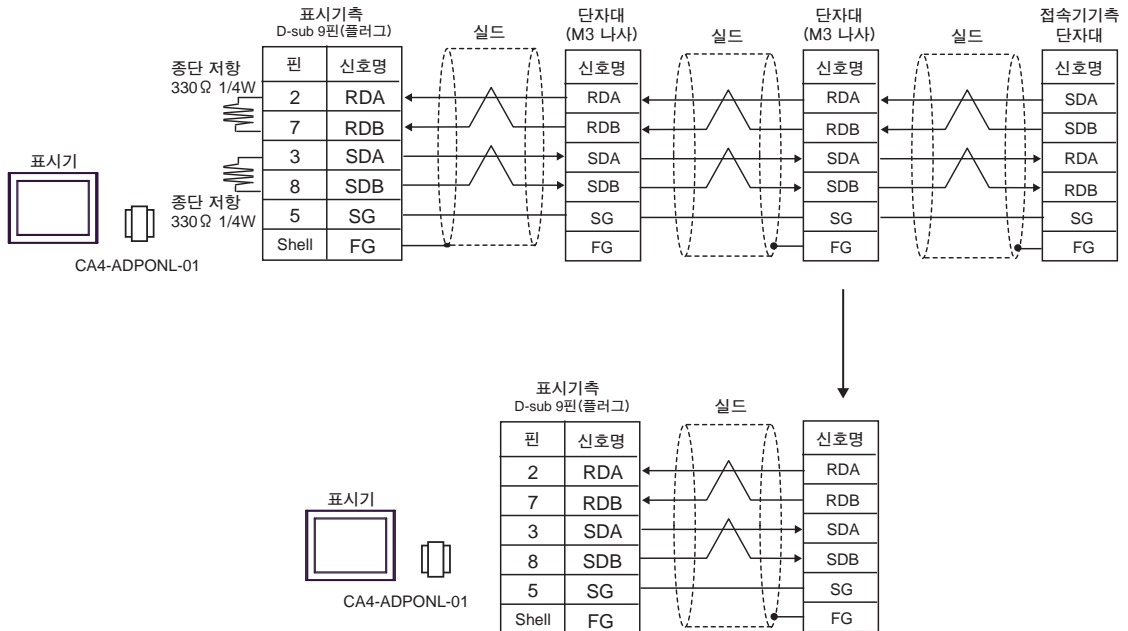 표시기측
D-sub 9핀(플러그)
실드
단자대
(M3 나사)
실드
단자대
(M3 나사)
실드
접속기기측
단자대
종단 저항
330Ω 1/4W
핀 신호명
2 RDA
7 RDB
3 SDA
8 SDB
5 SG
Shell FG
신호명
RDA
RDB
SDA
SDB
SG
FG
신호명
RDA
RDB
SDA
SDB
SG
FG
신호명
SDA
SDB
RDA
RDB
SG
FG
표시기
종단 저항
330Ω 1/4W
CA4-ADPONL-01
표시기측
D-sub 9핀(플러그)
실드
핀 신호명
2 RDA
7 RDB
3 SDA
8 SDB
5 SG
Shell FG
신호명
RDA
RDB
SDA
SDB
SG
FG
표시기
CA4-ADPONL-01